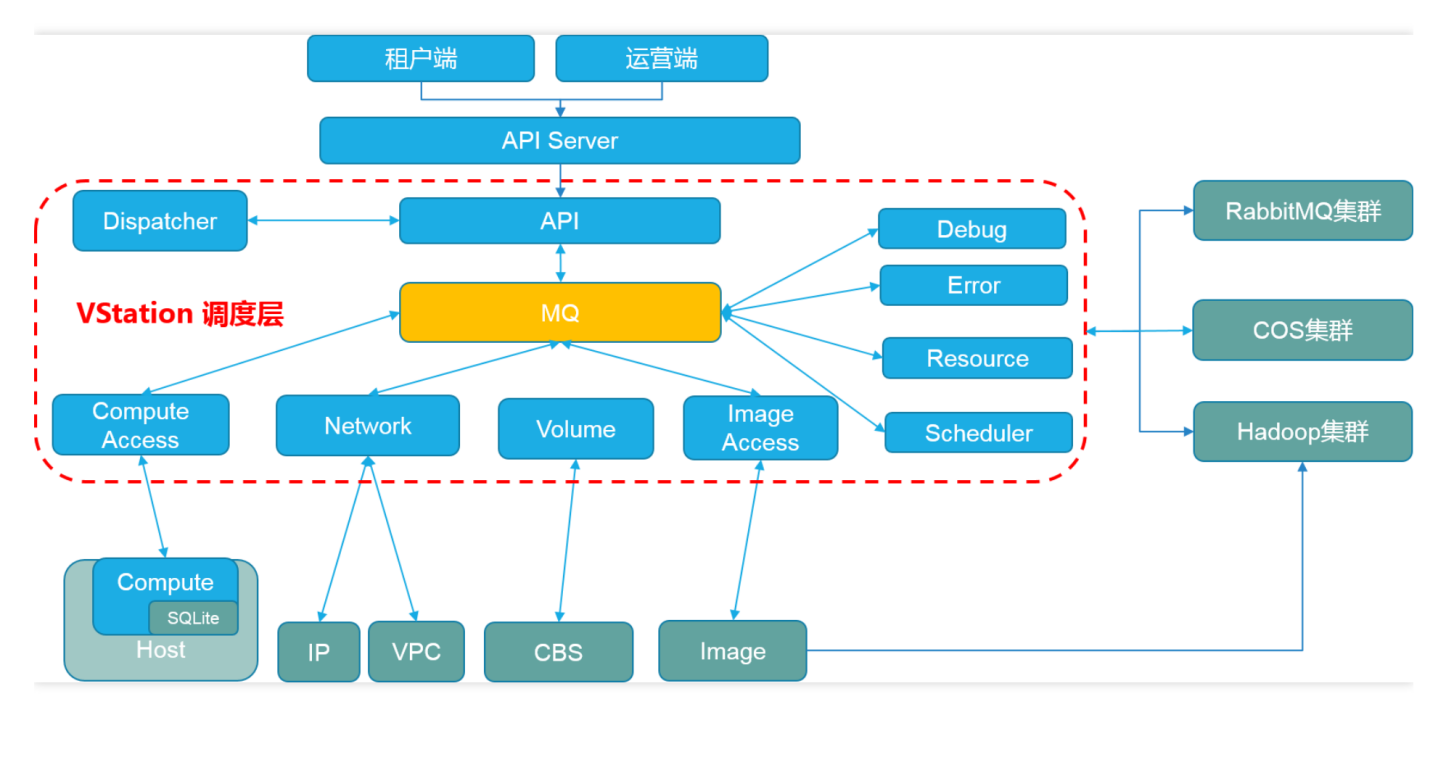 租户端
运营端
API Server
Dispatcher
API
Debug
RabbitMQ集群
Error
VStation 调度层
MQ
COS集群
Resource
Compute
Access
Network
Volume
Image
Access
Scheduler
Hadoop集群
Compute
SQLite
Host
IP
VPC
CBS
Image